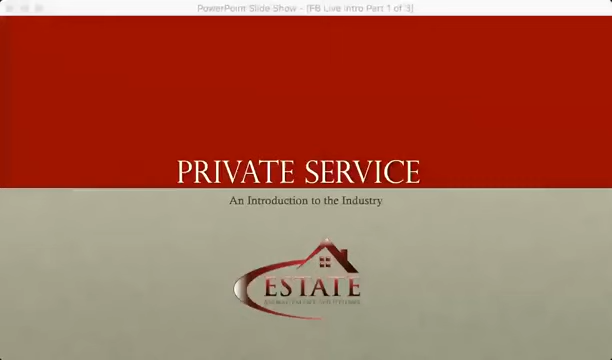 PowerPoint Slide Show - [FB Live Intro Part 1 of 3]
PRIVATE SERVICE
An Introduction to the Industry
ESTATE